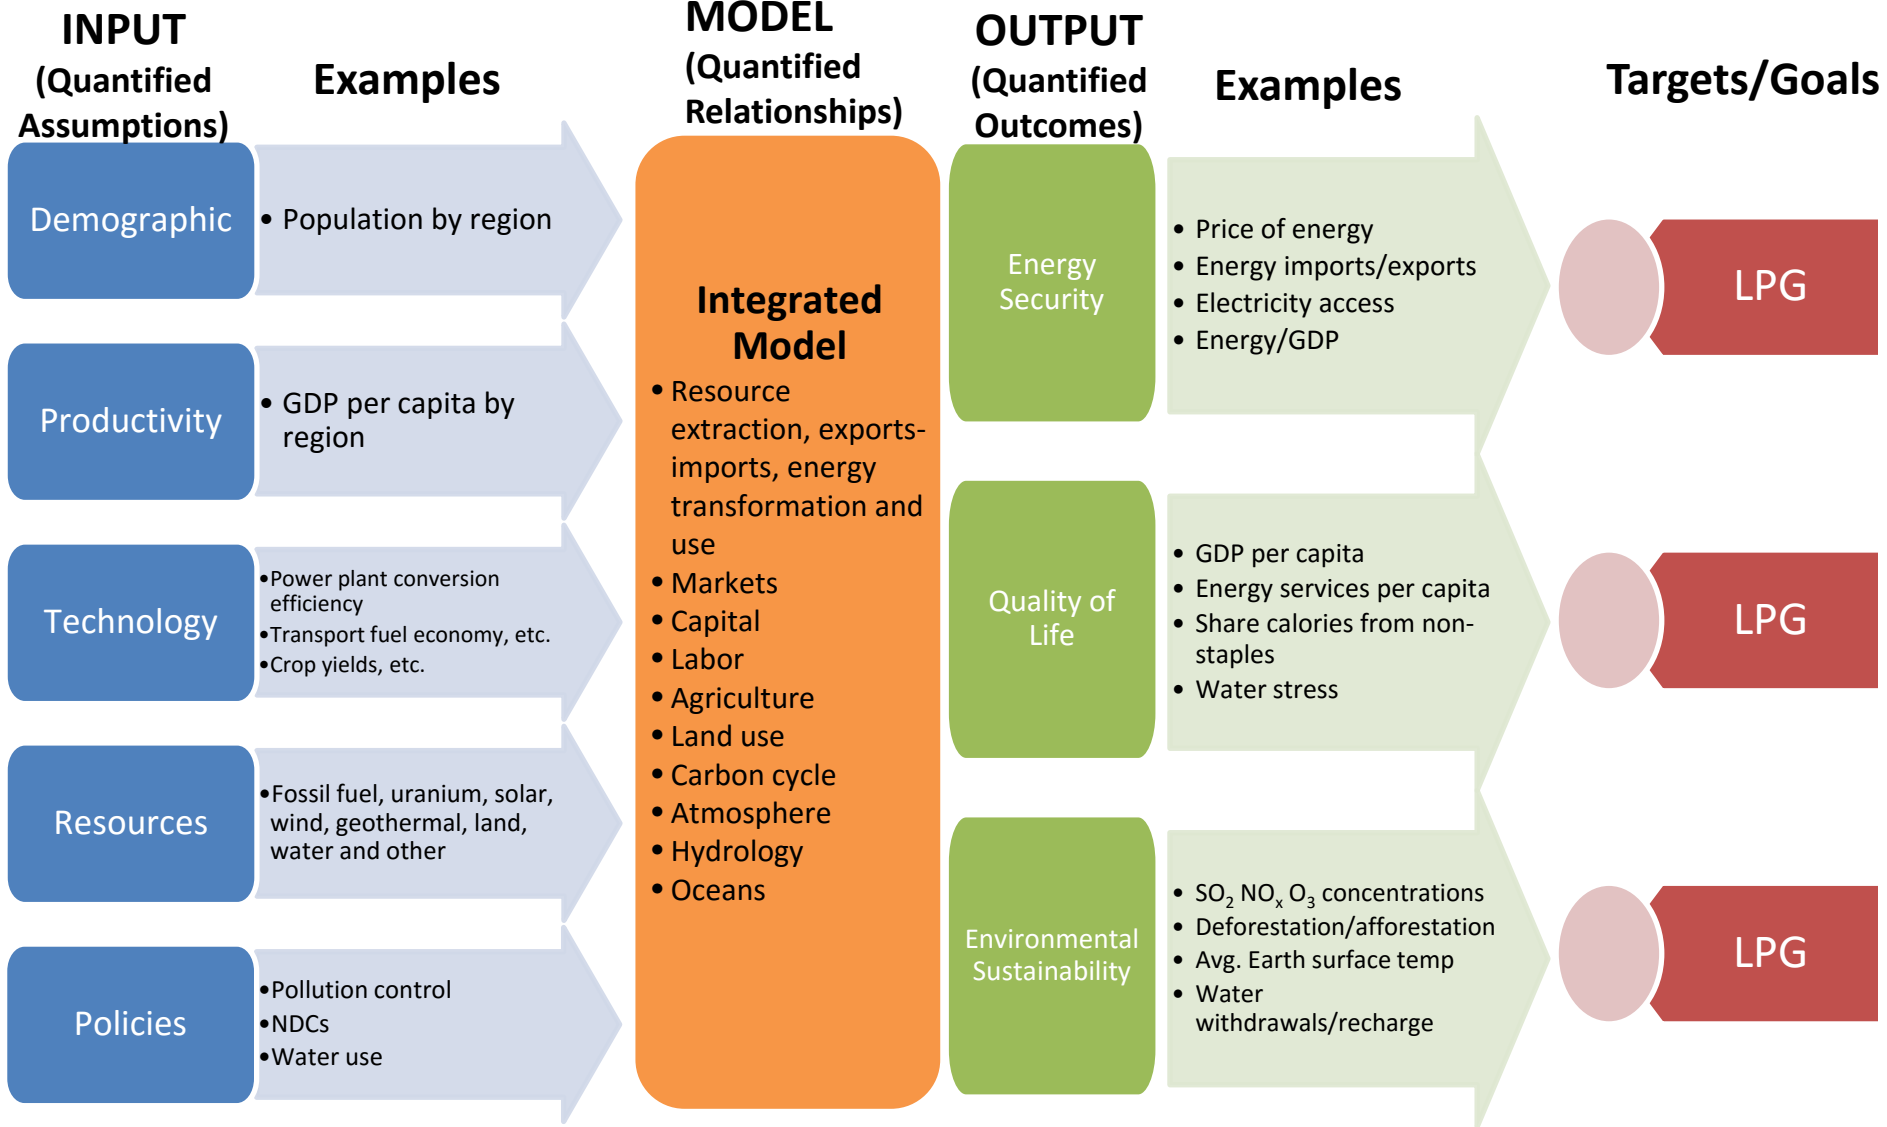 INPUT
(Quantified
Assumptions)
Examples
MODEL
(Quantified
Relationships)
OUTPUT
(Quantified
Outcomes)
Examples
Targets/Goals
Demographic
• Population by region
Productivity
• GDP per capita by
region
Technology
•Power plant conversion
efficiency
•Transport fuel economy, etc.
•Crop yields, etc.
Resources
•Fossil fuel, uranium, solar,
wind, geothermal, land,
water and other
Policies
•Pollution control
•NDCs
•Water use
Integrated
Model
• Resource
extraction, exports-
imports, energy
transformation and
use
• Markets
• Capital
• Labor
• Agriculture
• Land use
• Carbon cycle
• Atmosphere
• Hydrology
• Oceans
Energy
Security
• Price of energy
• Energy imports/exports
• Electricity access
• Energy/GDP
LPG
Quality of
Life
• GDP per capita
• Energy services per capita
• Share calories from non-
staples
• Water stress
LPG
Environmental
Sustainability
• SO₂ NOₓ O₃ concentrations
• Deforestation/afforestation
• Avg. Earth surface temp
• Water
withdrawals/recharge
LPG